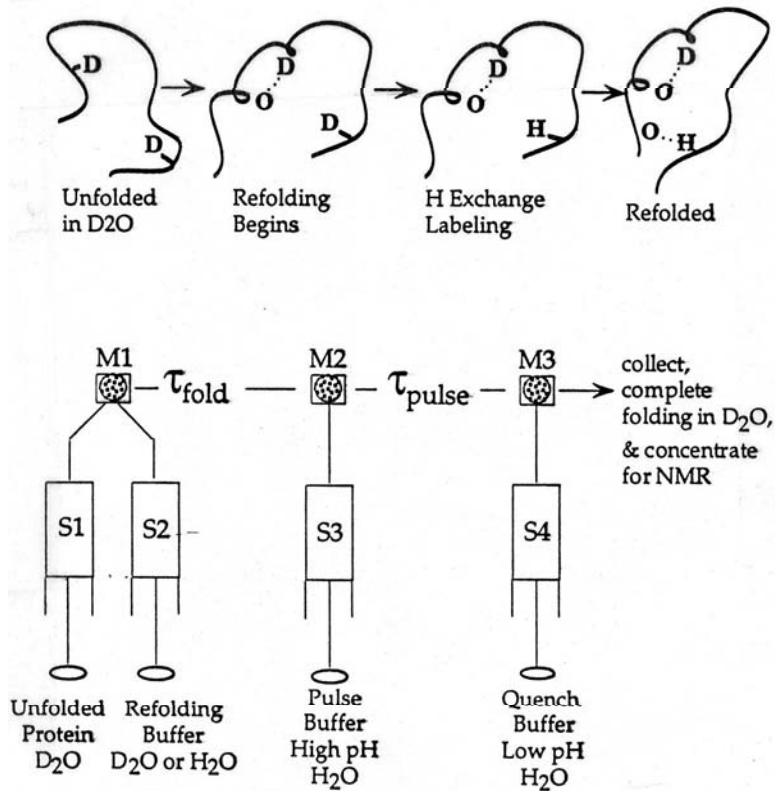 D
D
Unfolded
in D2O
D
O
D
Refolding
Begins
D
O
H
H Exchange
Labeling
D
O
O
H
Refolded
M1
τfold
M2
τpulse
M3
collect,
complete
folding in D₂O,
& concentrate
for NMR
S1
S2
S3
S4
Unfolded
Protein
D₂O
Refolding
Buffer
D₂O or H₂O
Pulse
Buffer
High pH
H₂O
Quench
Buffer
Low pH
H₂O